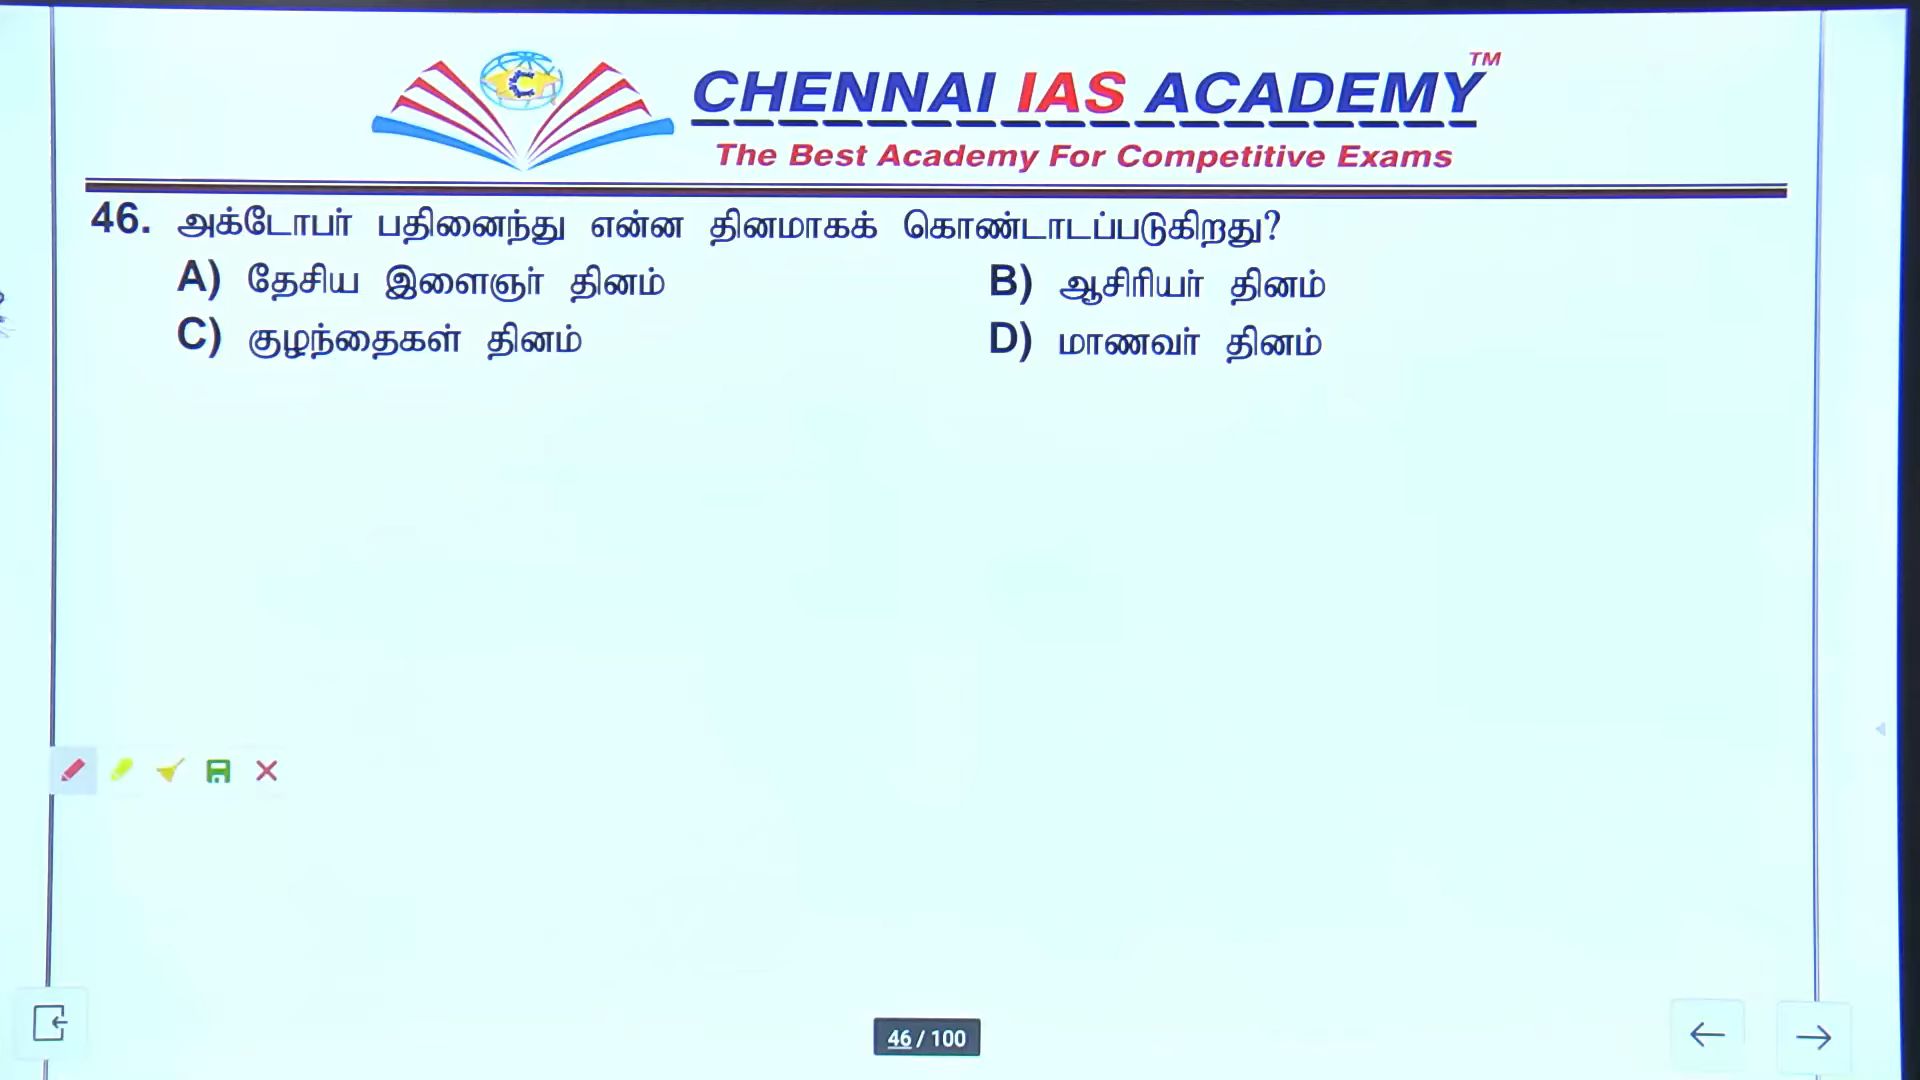 CHENNAI IAS ACADEMY TM
The Best Academy For Competitive Exams
46. அக்டோபர் பதினைந்து என்ன தினமாகக் கொண்டாடப்படுகிறது?
A) தேசிய இளைஞர் தினம்
B) ஆசிரியர் தினம்
C) குழந்தைகள் தினம்
D) மாணவர் தினம்
46 / 100